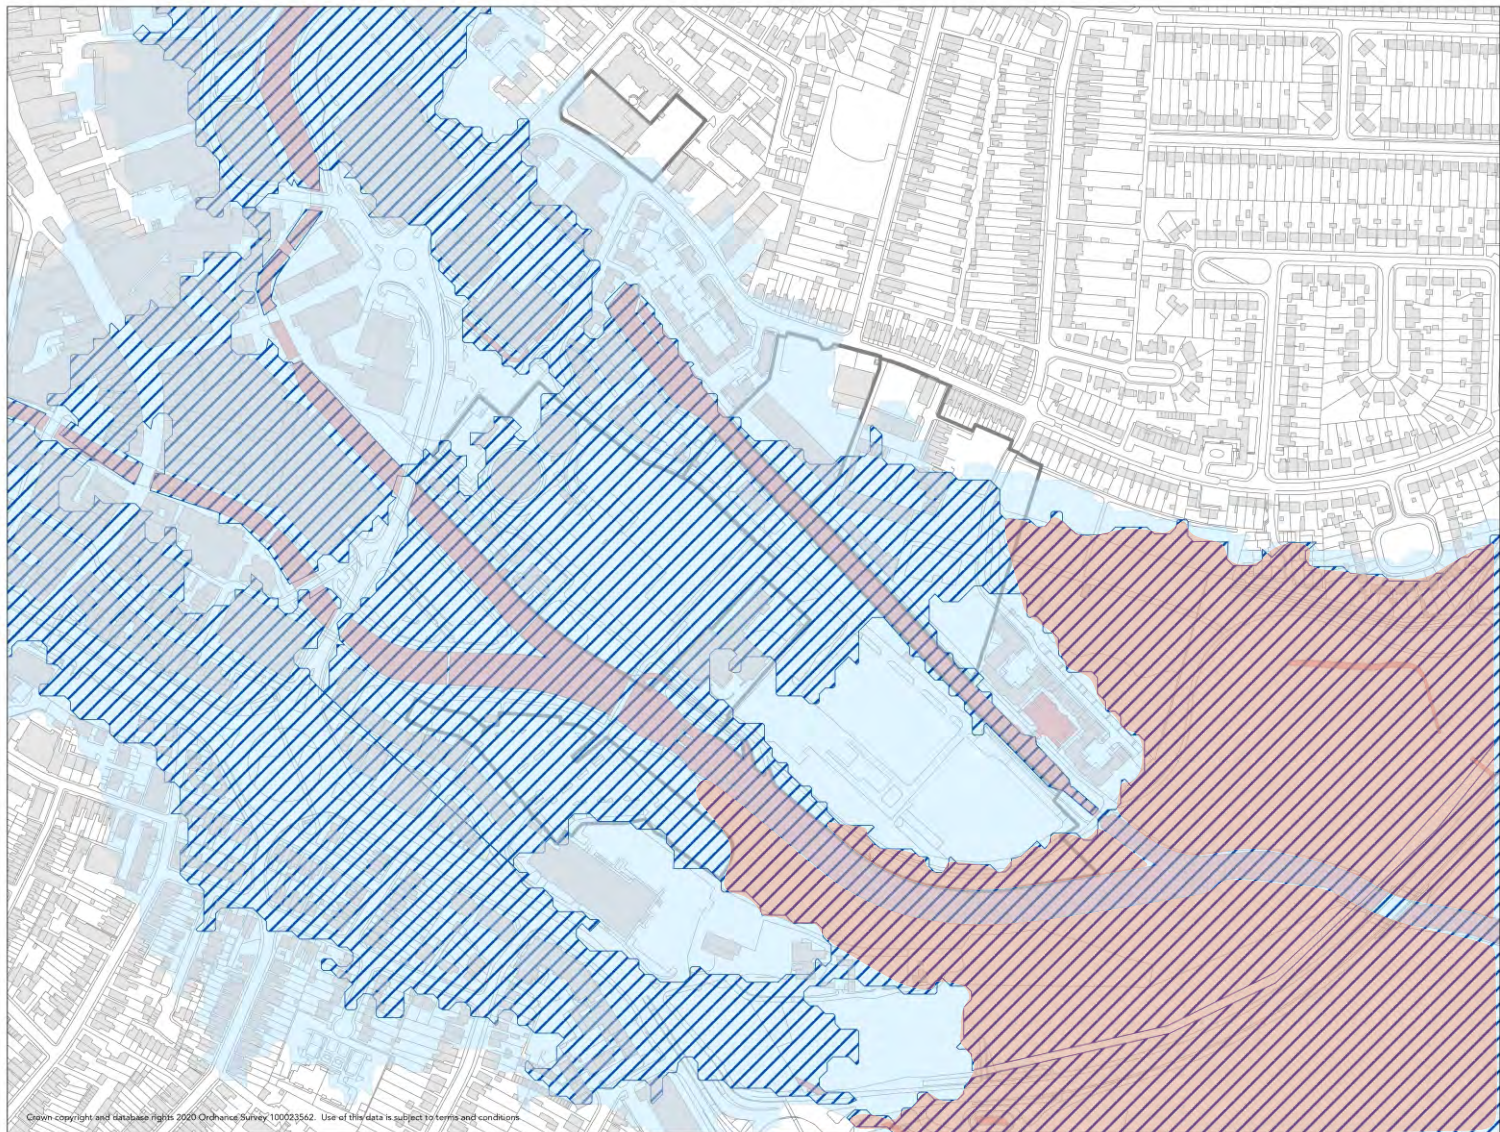 Crown copyright and database rights 2020 Ordnance Survey 100023562. Use of this data is subject to terms and conditions